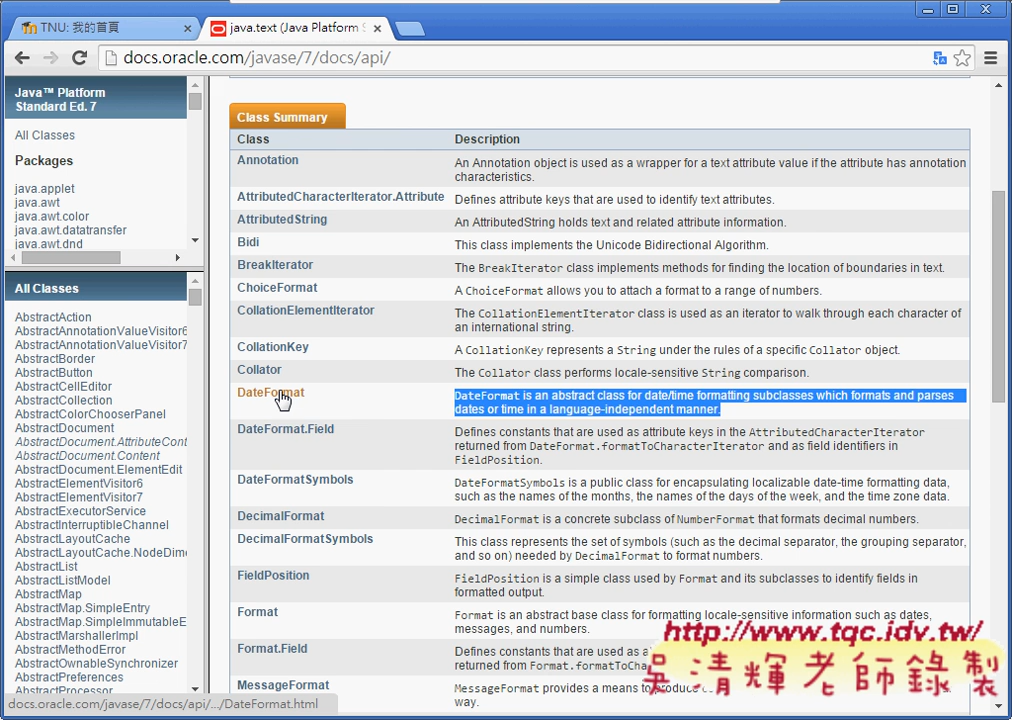 TNU: 我的首頁
java.text (Java Platform S
docs.oracle.com/javase/7/docs/api/
Java™ Platform
Standard Ed. 7
All Classes
Packages
java.applet
java.awt
java.awt.color
java.awt.datatransfer
java.awt.dnd
All Classes
AbstractAction
AbstractAnnotationValueVisitor6
AbstractAnnotationValueVisitor7
AbstractBorder
AbstractButton
AbstractCellEditor
AbstractCollection
AbstractColorChooserPanel
AbstractDocument
AbstractDocument.AttributeCont
AbstractDocument.Content
AbstractDocument.ElementEdit
AbstractElementVisitor6
AbstractElementVisitor7
AbstractExecutorService
AbstractInterruptibleChannel
AbstractLayoutCache
AbstractLayoutCache.NodeDime
AbstractList
AbstractListModel
AbstractMap
AbstractMap.SimpleEntry
AbstractMap.SimpleImmutableE
AbstractMarshallerImpl
AbstractMethodError
AbstractOwnableSynchronizer
AbstractPreferences
AbstractProcessor
Class Summary
Class Description
Annotation An Annotation object is used as a wrapper for a text attribute value if the attribute has annotation
characteristics.
AttributedCharacterIterator.Attribute Defines attribute keys that are used to identify text attributes.
AttributedString An AttributedString holds text and related attribute information.
Bidi This class implements the Unicode Bidirectional Algorithm.
BreakIterator The BreakIterator class implements methods for finding the location of boundaries in text.
ChoiceFormat A ChoiceFormat allows you to attach a format to a range of numbers.
CollationElementIterator The CollationElementIterator class is used as an iterator to walk through each character of
an international string.
CollationKey A CollationKey represents a String under the rules of a specific Collator object.
Collator The Collator class performs locale-sensitive String comparison.
DateFormat DateFormat is an abstract class for date/time formatting subclasses which formats and parses
dates or time in a language-independent manner.
DateFormat.Field Defines constants that are used as attribute keys in the AttributedCharacterIterator
returned from DateFormat.formatToCharacterIterator and as field identifiers in
FieldPosition.
DateFormatSymbols DateFormatSymbols is a public class for encapsulating localizable date-time formatting data,
such as the names of the months, the names of the days of the week, and the time zone data.
DecimalFormat DecimalFormat is a concrete subclass of NumberFormat that formats decimal numbers.
DecimalFormatSymbols This class represents the set of symbols (such as the decimal separator, the grouping separator,
and so on) needed by DecimalFormat to format numbers.
FieldPosition FieldPosition is a simple class used by Format and its subclasses to identify fields in
formatted output.
Format Format is an abstract base class for formatting locale-sensitive information such as dates,
messages, and numbers.
Format.Field Defines constants that are used as a
returned from Format.formatToCha
MessageFormat MessageFormat provides a means to produce
way.
http://www.tqc.idv.tw/
吳清輝老師錄製
docs.oracle.com/javase/7/docs/api/.../DateFormat.html